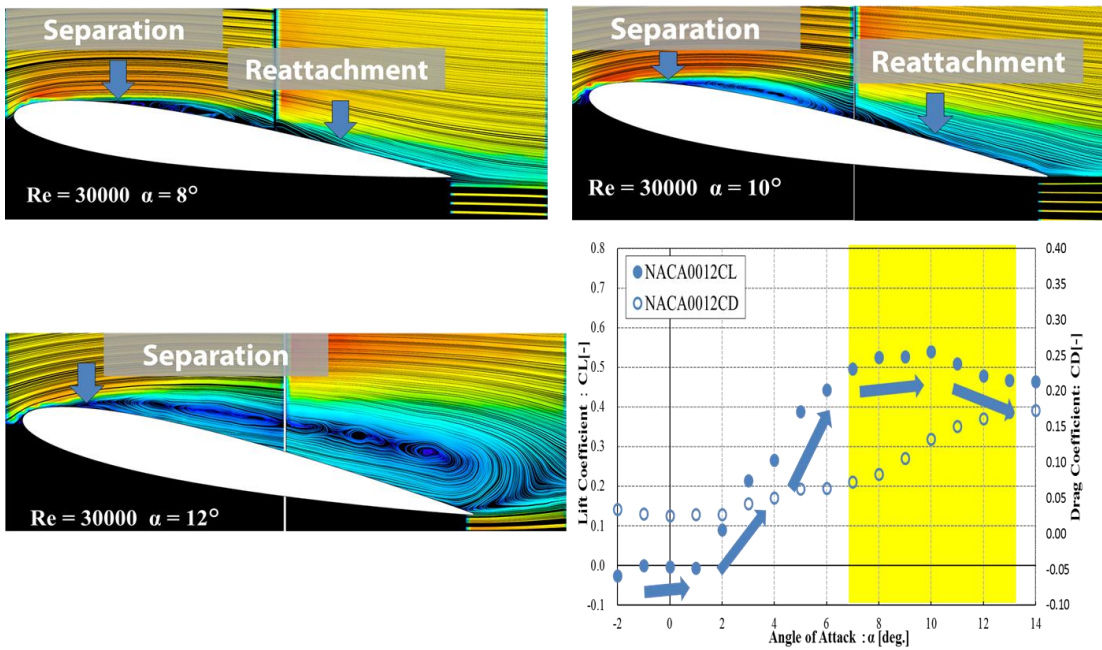 Separation
Reattachment
Re = 30000 α = 8°
Separation
Reattachment
Re = 30000 α = 10°
Separation
Re = 30000 α = 12°
NACA0012CL
NACA0012CD
Lift Coefficient : CL[-]
0.8
0.7
0.6
0.5
0.4
0.3
0.2
0.1
0.0
-0.1
Drag Coefficient: CD[-]
0.40
0.35
0.30
0.25
0.20
0.15
0.10
0.05
0.00
-0.05
-0.10
-2 0 2 4 6 8 10 12 14
Angle of Attack : α [deg.]